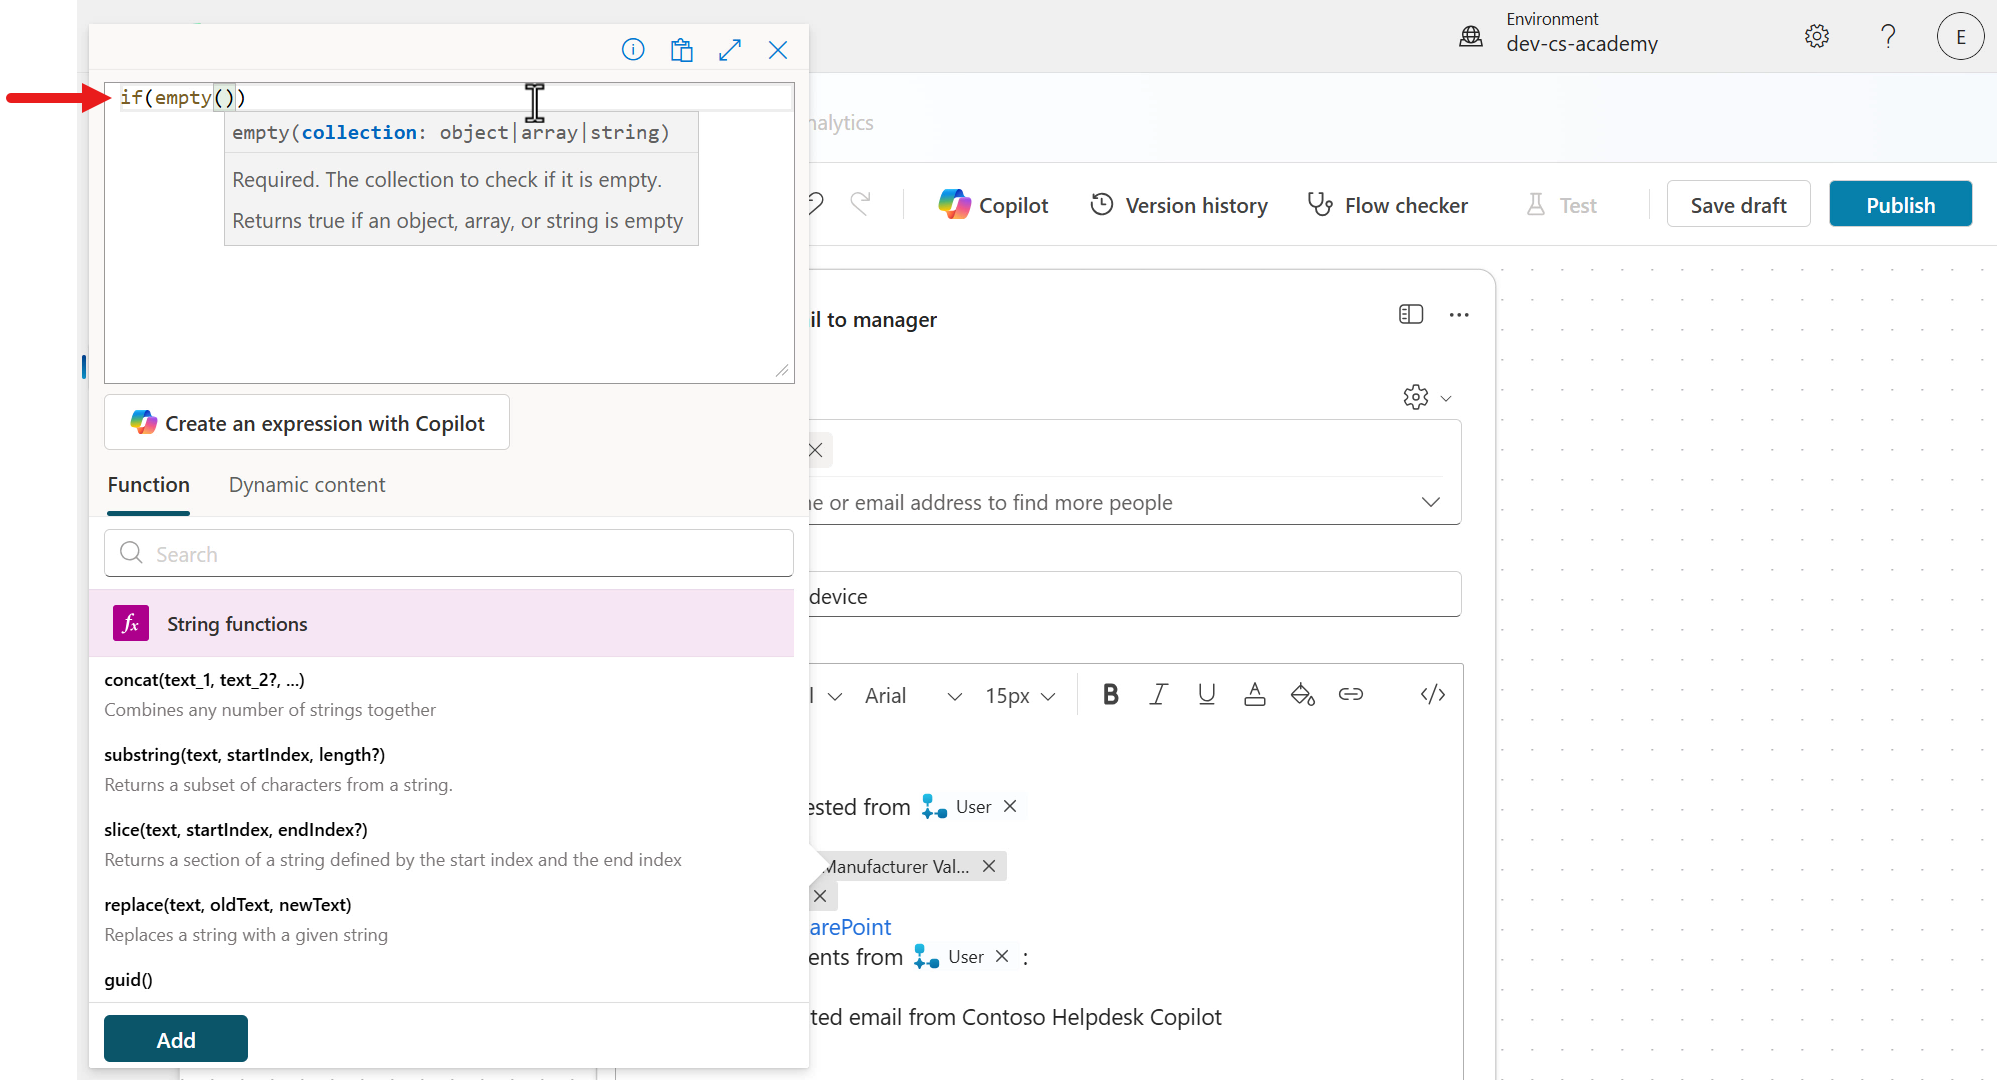 Environment
dev-cs-academy
E
if(empty())
empty(collection: object|array|string)
Required. The collection to check if it is empty.
Returns true if an object, array, or string is empty
nalytics
Copilot
Version history
Flow checker
Test
Save draft
Publish
il to manager
Create an expression with Copilot
Function
Dynamic content
e or email address to find more people
Search
device
fx
String functions
concat(text_1, text_2?, ...)
Combines any number of strings together
substring(text, startIndex, length?)
Returns a subset of characters from a string.
slice(text, startIndex, endIndex?)
Returns a section of a string defined by the start index and the end index
replace(text, oldText, newText)
Replaces a string with a given string
guid()
Add
l
Arial
15px
B
I
U
A
</>
ested from User
Manufacturer Val...
arePoint
ents from User :
ted email from Contoso Helpdesk Copilot